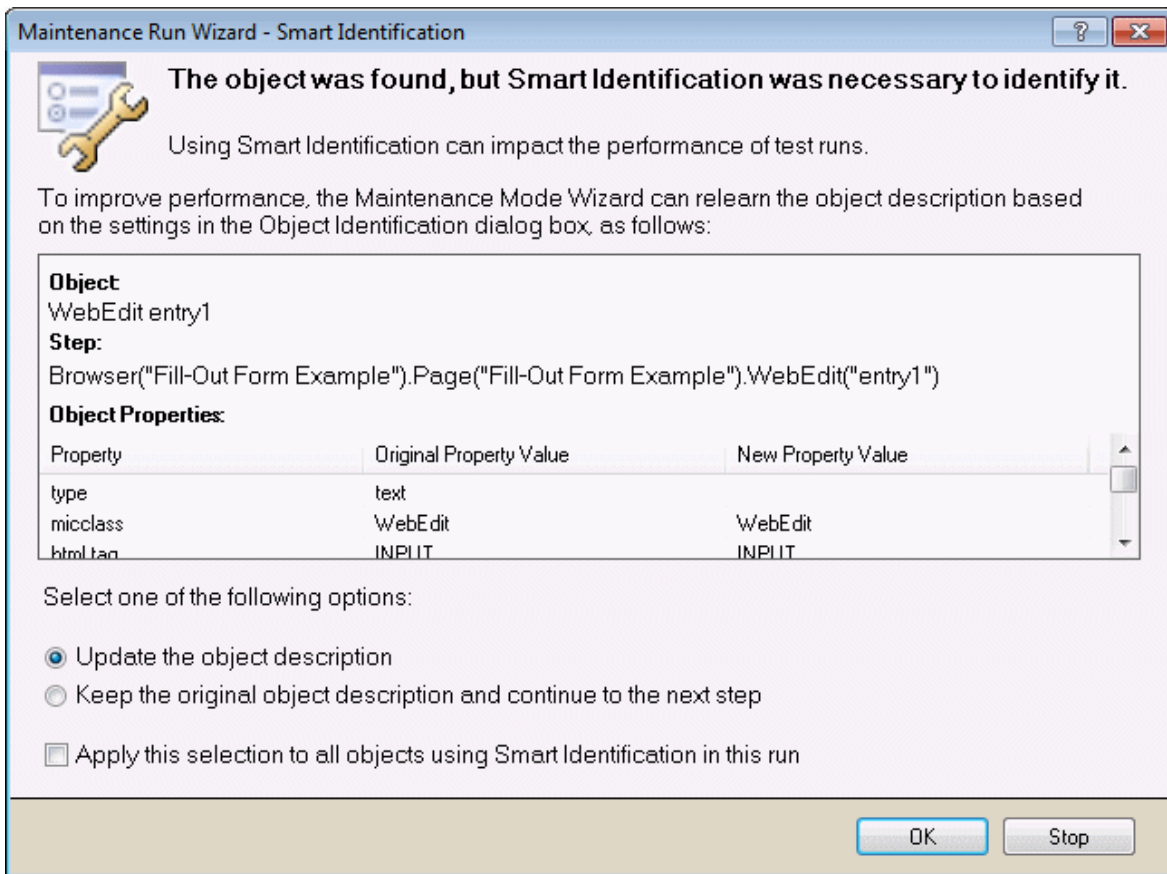 Maintenance Run Wizard - Smart Identification
The object was found, but Smart Identification was necessary to identify it.
Using Smart Identification can impact the performance of test runs.
To improve performance, the Maintenance Mode Wizard can relearn the object description based
on the settings in the Object Identification dialog box, as follows:
Object:
WebEdit entry1
Step:
Browser("Fill-Out Form Example").Page("Fill-Out Form Example").WebEdit("entry1")
Object Properties:
Property Original Property Value New Property Value
type text
micclass WebEdit WebEdit
html tag INPUT INPUT
Select one of the following options:
Update the object description
Keep the original object description and continue to the next step
Apply this selection to all objects using Smart Identification in this run
OK Stop